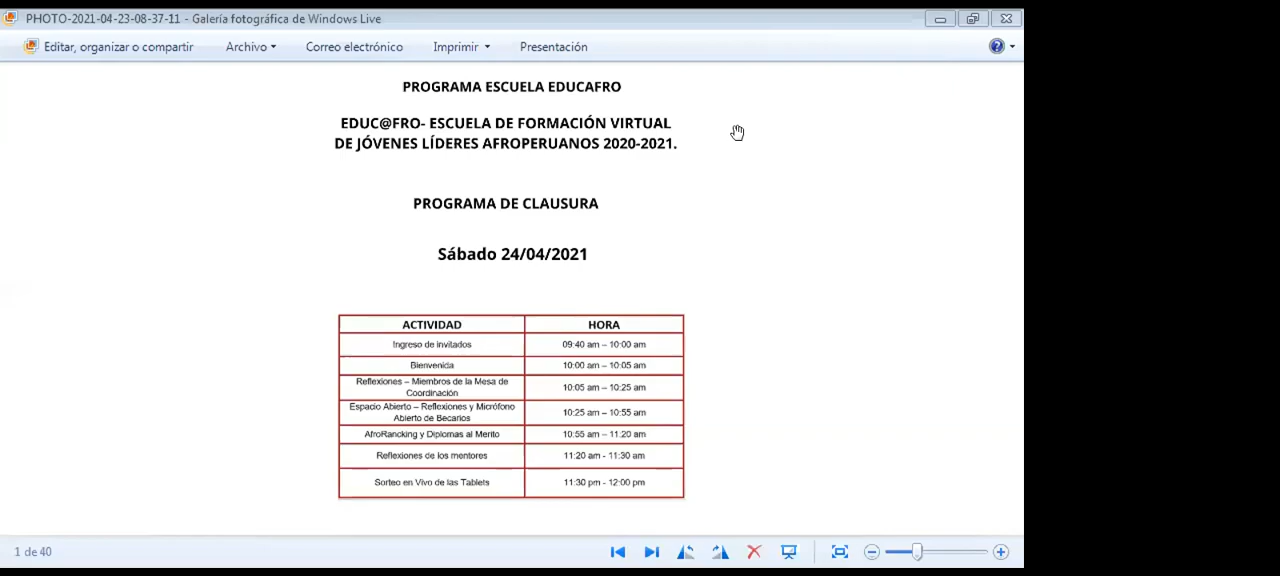 PHOTO-2021-04-23-08-37-11 - Galería fotográfica de Windows Live
Editar, organizar o compartir Archivo Correo electrónico Imprimir Presentación
PROGRAMA ESCUELA EDUCAFRO
EDUC@FRO- ESCUELA DE FORMACIÓN VIRTUAL
DE JÓVENES LÍDERES AFROPERUANOS 2020-2021.
PROGRAMA DE CLAUSURA
Sábado 24/04/2021
ACTIVIDAD HORA
Ingreso de invitados 09:40 am – 10:00 am
Bienvenida 10:00 am – 10:05 am
Reflexiones – Miembros de la Mesa de
Coordinación 10:05 am – 10:25 am
Espacio Abierto – Reflexiones y Micrófono
Abierto de Becarios 10:25 am – 10:55 am
AfroRancking y Diplomas al Merito 10:55 am – 11:20 am
Reflexiones de los mentores 11:20 am - 11:30 am
Sorteo en Vivo de las Tablets 11:30 pm - 12:00 pm
1 de 40